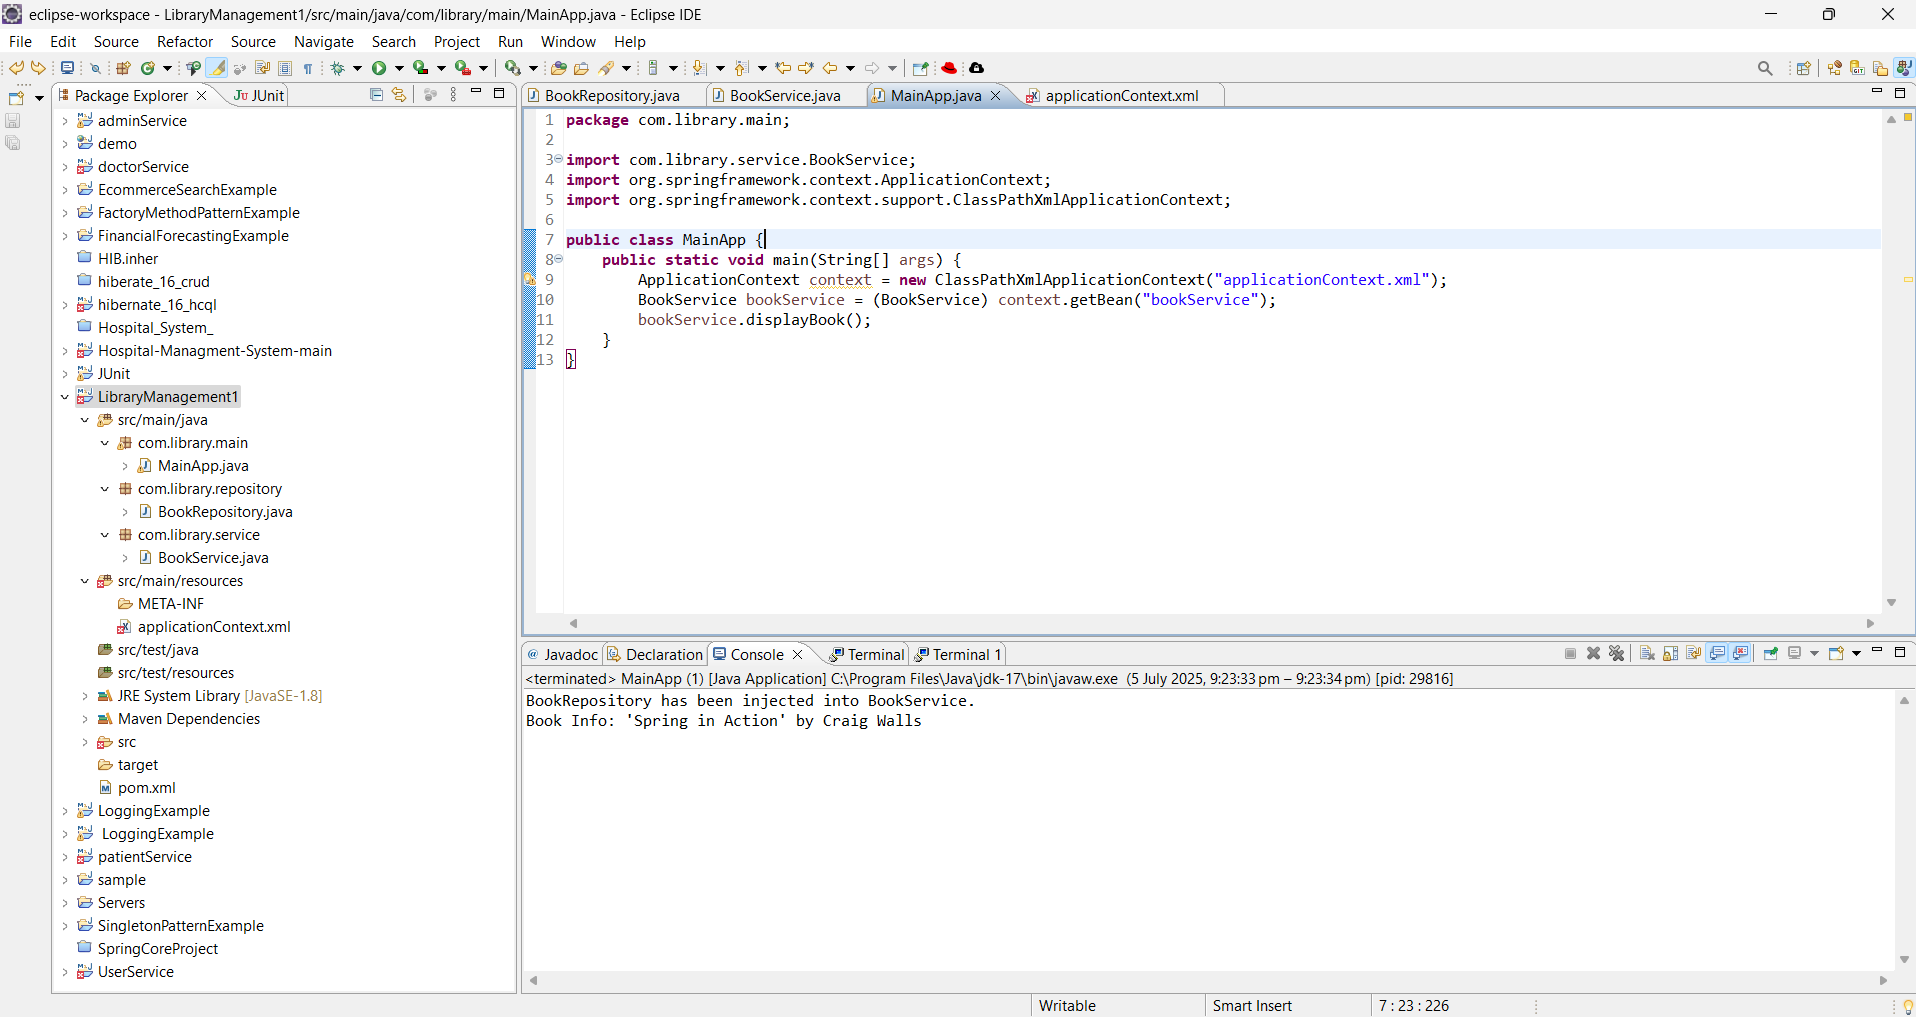 eclipse-workspace - LibraryManagement1/src/main/java/com/library/main/MainApp.java - Eclipse IDE
File Edit Source Refactor Source Navigate Search Project Run Window Help
Package Explorer
JUnit
adminService
demo
doctorService
EcommerceSearchExample
FactoryMethodPatternExample
FinancialForecastingExample
HIB.inher
hiberate_16_crud
hibernate_16_hcql
Hospital_System_
Hospital-Managment-System-main
JUnit
LibraryManagement1
src/main/java
com.library.main
MainApp.java
com.library.repository
BookRepository.java
com.library.service
BookService.java
src/main/resources
META-INF
applicationContext.xml
src/test/java
src/test/resources
JRE System Library [JavaSE-1.8]
Maven Dependencies
src
target
pom.xml
LoggingExample
LoggingExample
patientService
sample
Servers
SingletonPatternExample
SpringCoreProject
UserService
BookRepository.java BookService.java MainApp.java applicationContext.xml
1 package com.library.main;
2
3 import com.library.service.BookService;
4 import org.springframework.context.ApplicationContext;
5 import org.springframework.context.support.ClassPathXmlApplicationContext;
6
7 public class MainApp {
8 public static void main(String[] args) {
9 ApplicationContext context = new ClassPathXmlApplicationContext("applicationContext.xml");
10 BookService bookService = (BookService) context.getBean("bookService");
11 bookService.displayBook();
12 }
13 }
Javadoc Declaration Console Terminal Terminal 1
<terminated> MainApp (1) [Java Application] C:\Program Files\Java\jdk-17\bin\javaw.exe (5 July 2025, 9:23:33 pm – 9:23:34 pm) [pid: 29816]
BookRepository has been injected into BookService.
Book Info: 'Spring in Action' by Craig Walls
Writable Smart Insert 7 : 23 : 226